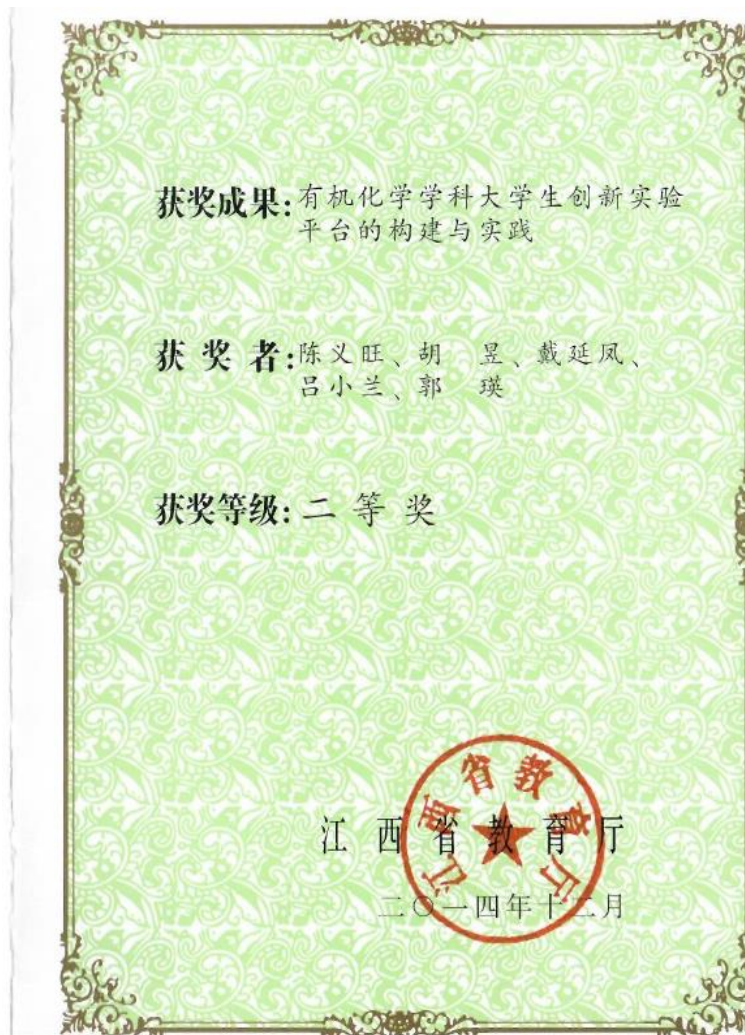 获奖成果:有机化学学科大学生创新实验
平台的构建与实践
获 奖 者:陈义旺、胡 昱、戴延凤、
吕小兰、郭 瑛
获奖等级:二 等 奖
江西省教育厅
江西省教育厅
二〇一四年十二月